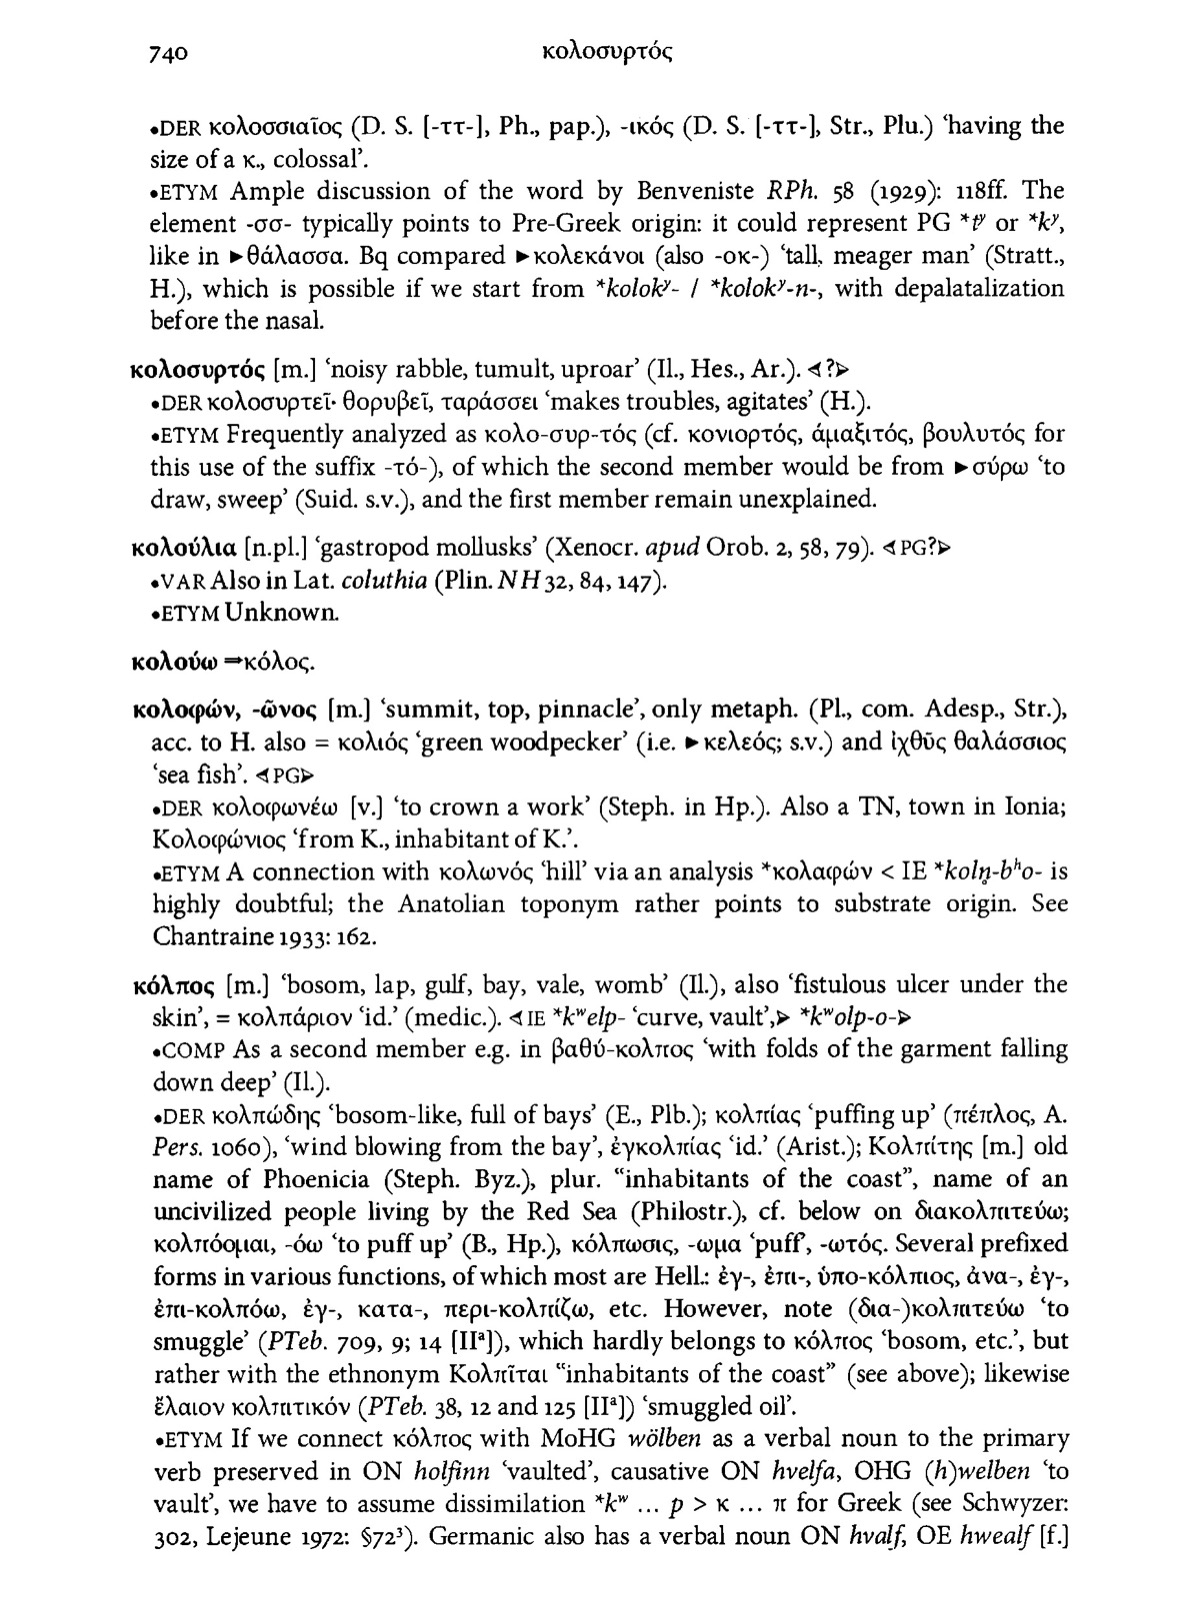 740 κολοσυρτός
•DER κολοσσιαῖος (D. S. [-ττ-], Ph., pap.), -ικός (D. S. [-ττ-], Str., Plu.) ‘having the
size of a κ., colossal’.
•ETYM Ample discussion of the word by Benveniste RPh. 58 (1929): 118ff. The
element -σσ- typically points to Pre-Greek origin: it could represent PG *tʸ or *kʸ,
like in ►θάλασσα. Bq compared ►κολεκάνοι (also -οκ-) ‘tall, meager man’ (Stratt.,
H.), which is possible if we start from *kolokʸ- / *kolokʸ-n-, with depalatalization
before the nasal.
κολοσυρτός [m.] ‘noisy rabble, tumult, uproar’ (Il., Hes., Ar.). ⊲?⊳
•DER κολοσυρτεῖ· θορυβεῖ, ταράσσει ‘makes troubles, agitates’ (H.).
•ETYM Frequently analyzed as κολο-συρ-τός (cf. κονιορτός, ἁμαξιτός, βουλυτός for
this use of the suffix -τό-), of which the second member would be from ►σύρω ‘to
draw, sweep’ (Suid. s.v.), and the first member remain unexplained.
κολούλια [n.pl.] ‘gastropod mollusks’ (Xenocr. apud Orob. 2, 58, 79). ⊲PG?⊳
•VAR Also in Lat. coluthia (Plin. NH 32, 84, 147).
•ETYM Unknown.
κολούω ⇒κόλος.
κολοφών, -ῶνος [m.] ‘summit, top, pinnacle’, only metaph. (Pl., com. Adesp., Str.),
acc. to H. also = κολιός ‘green woodpecker’ (i.e. ►κελεός; s.v.) and ἰχθῦς θαλάσσιος
‘sea fish’. ⊲PG⊳
•DER κολοφωνέω [v.] ‘to crown a work’ (Steph. in Hp.). Also a TN, town in Ionia;
Κολοφώνιος ‘from K., inhabitant of K.’.
•ETYM A connection with κολωνός ‘hill’ via an analysis *κολαφών < IE *koln̥-bʰo- is
highly doubtful; the Anatolian toponym rather points to substrate origin. See
Chantraine 1933: 162.
κόλπος [m.] ‘bosom, lap, gulf, bay, vale, womb’ (Il.), also ‘fistulous ulcer under the
skin’, = κολπάριον ‘id.’ (medic.). ⊲IE *kʷelp- ‘curve, vault’,⊳ *kʷolp-o-⊳
•COMP As a second member e.g. in βαθύ-κολπος ‘with folds of the garment falling
down deep’ (Il.).
•DER κολπώδης ‘bosom-like, full of bays’ (E., Plb.); κολπίας ‘puffing up’ (πέπλος, A.
Pers. 1060), ‘wind blowing from the bay’, ἐγκολπίας ‘id.’ (Arist.); Κολπίτης [m.] old
name of Phoenicia (Steph. Byz.), plur. “inhabitants of the coast”, name of an
uncivilized people living by the Red Sea (Philostr.), cf. below on διακολπιτεύω;
κολπόομαι, -όω ‘to puff up’ (B., Hp.), κόλπωσις, -ωμα ‘puff’, -ωτός. Several prefixed
forms in various functions, of which most are Hell.: ἐγ-, ἐπι-, ὑπο-κόλπιος, ἀνα-, ἐγ-,
ἐπι-κολπόω, ἐγ-, κατα-, περι-κολπίζω, etc. However, note (δια-)κολπιτεύω ‘to
smuggle’ (PTeb. 709, 9; 14 [IIᵃ]), which hardly belongs to κόλπος ‘bosom, etc.’, but
rather with the ethnonym Κολπῖται “inhabitants of the coast” (see above); likewise
ἔλαιον κολπιτικόν (PTeb. 38, 12 and 125 [IIᵃ]) ‘smuggled oil’.
•ETYM If we connect κόλπος with MoHG wölben as a verbal noun to the primary
verb preserved in ON holfinn ‘vaulted’, causative ON hvelfa, OHG (h)welben ‘to
vault’, we have to assume dissimilation *kʷ ... p > κ ... π for Greek (see Schwyzer:
302, Lejeune 1972: §72³). Germanic also has a verbal noun ON hvalf, OE hwealf [f.]